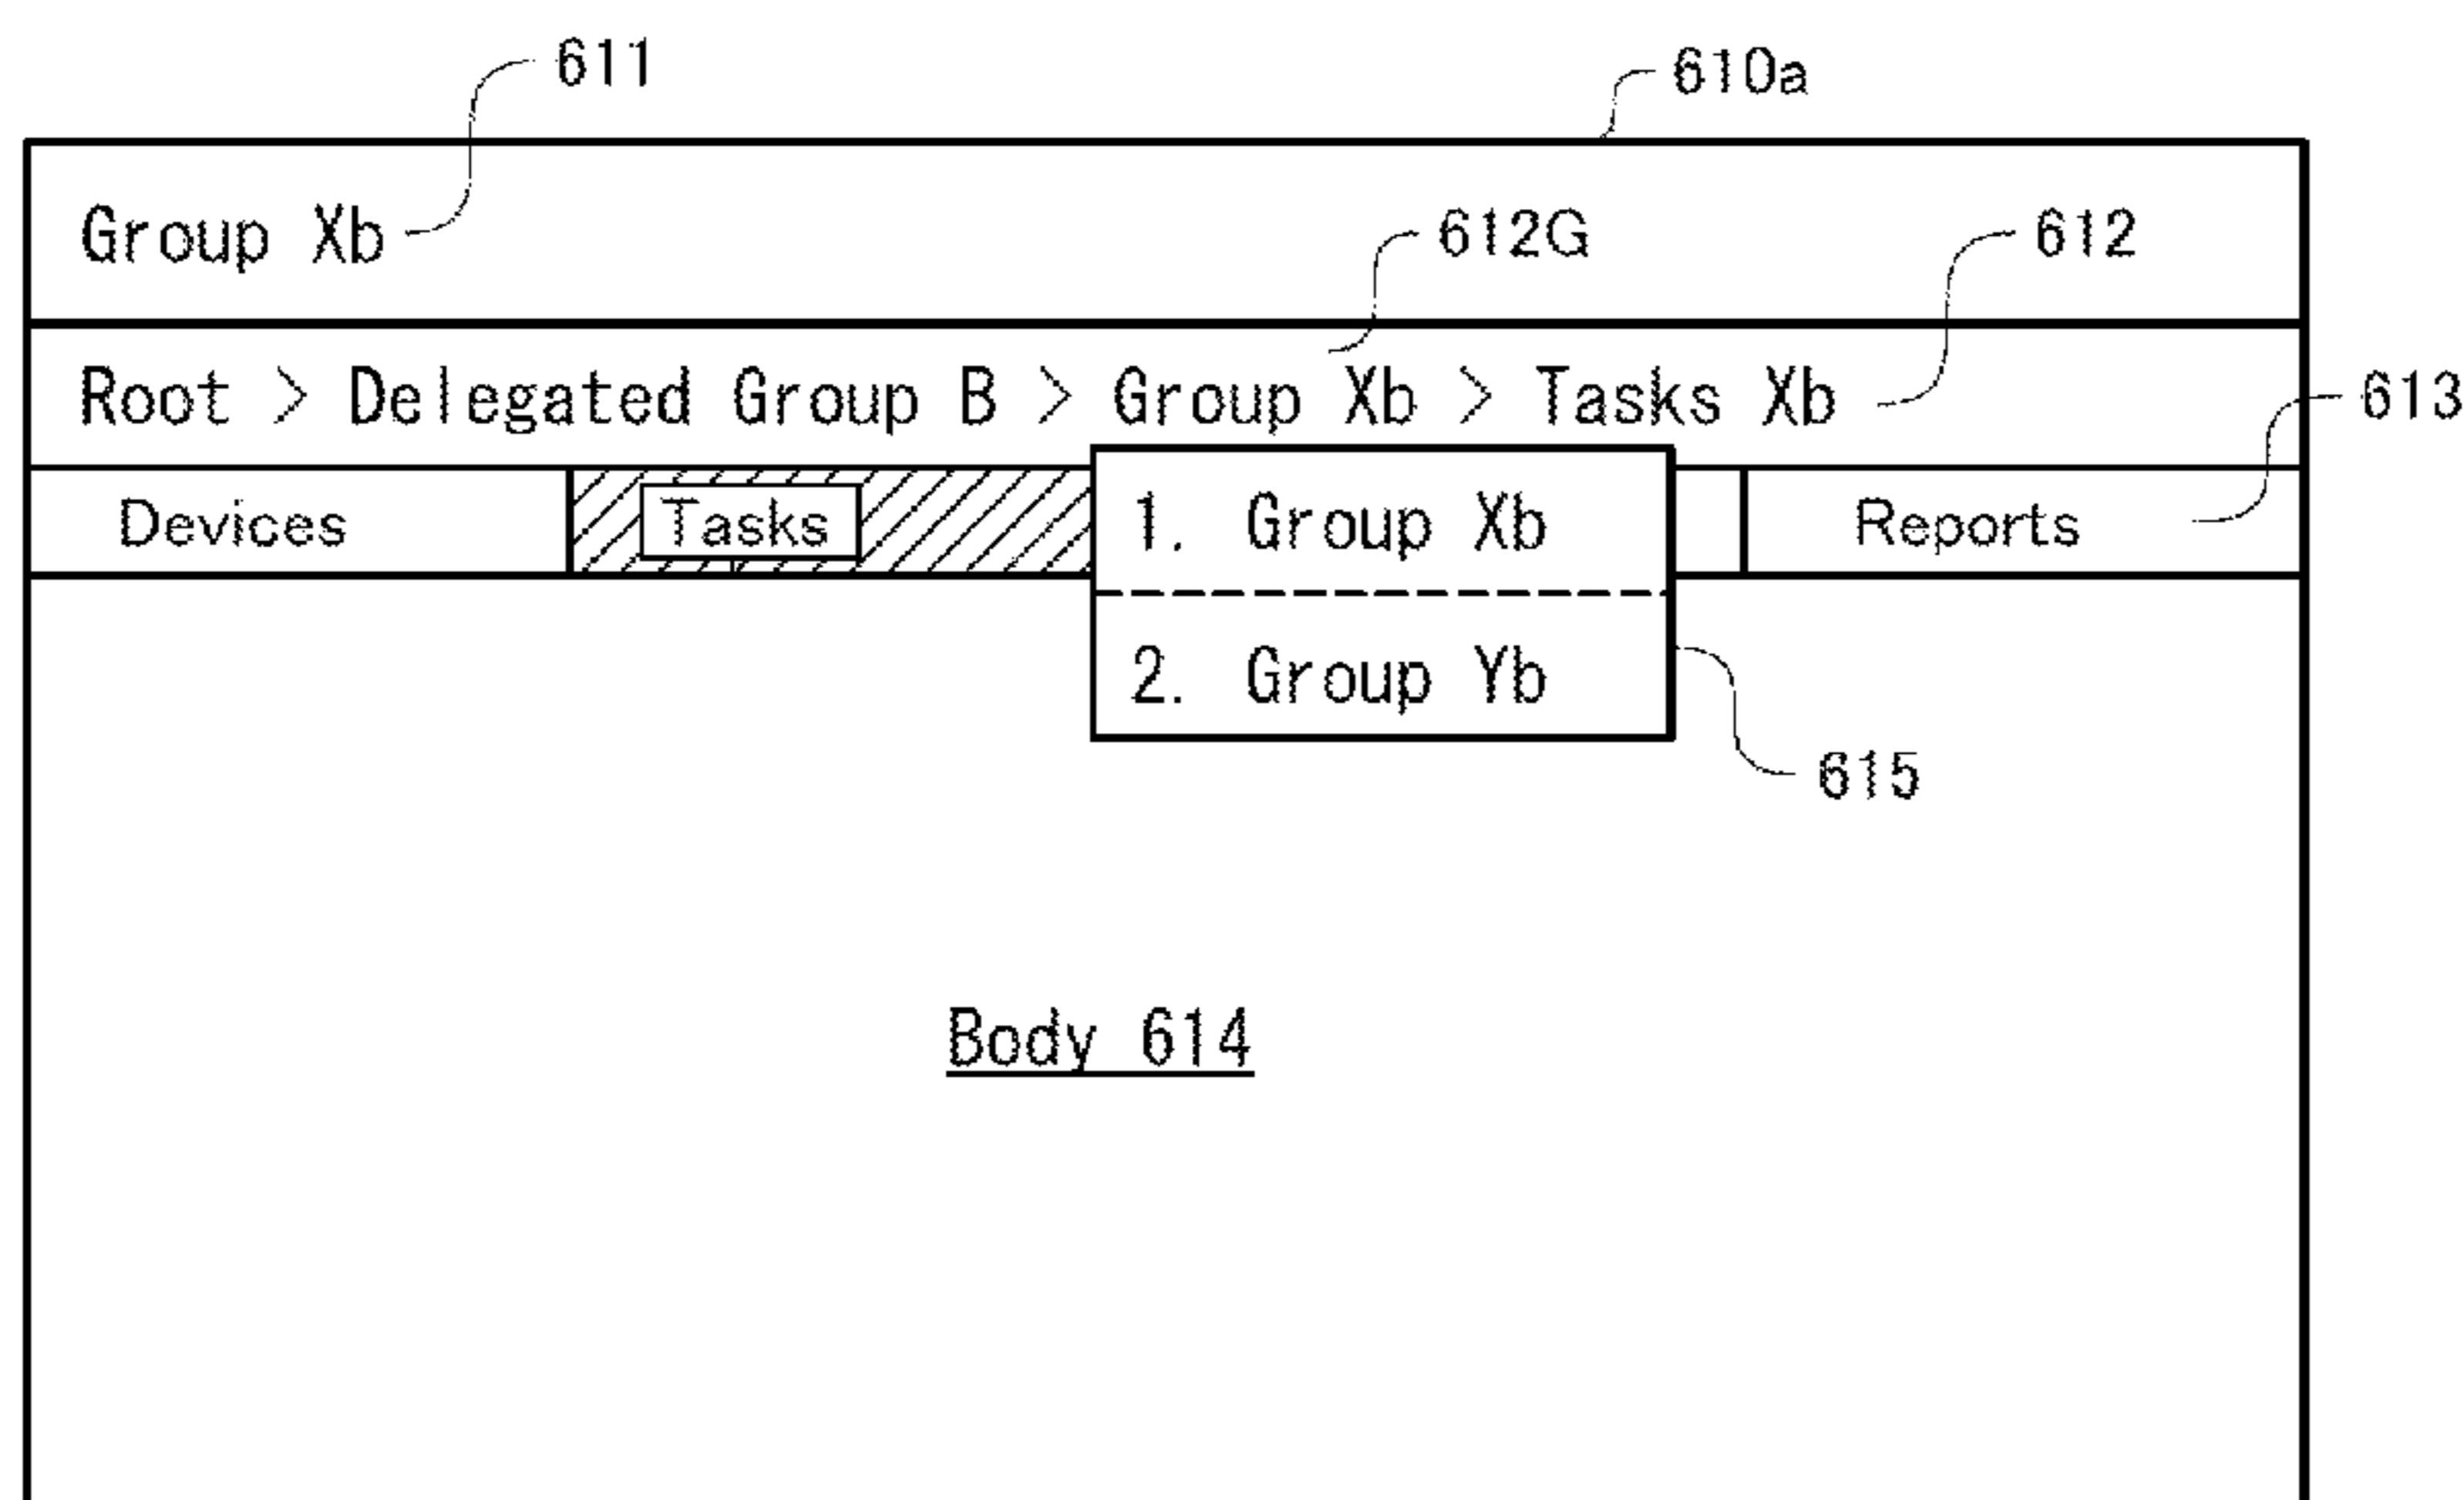 611
610a
Group Xb
612G
612
Root > Delegated Group B > Group Xb > Tasks Xb
613
Devices
Tasks
1. Group Xb
Reports
2. Group Yb
615
Body 614